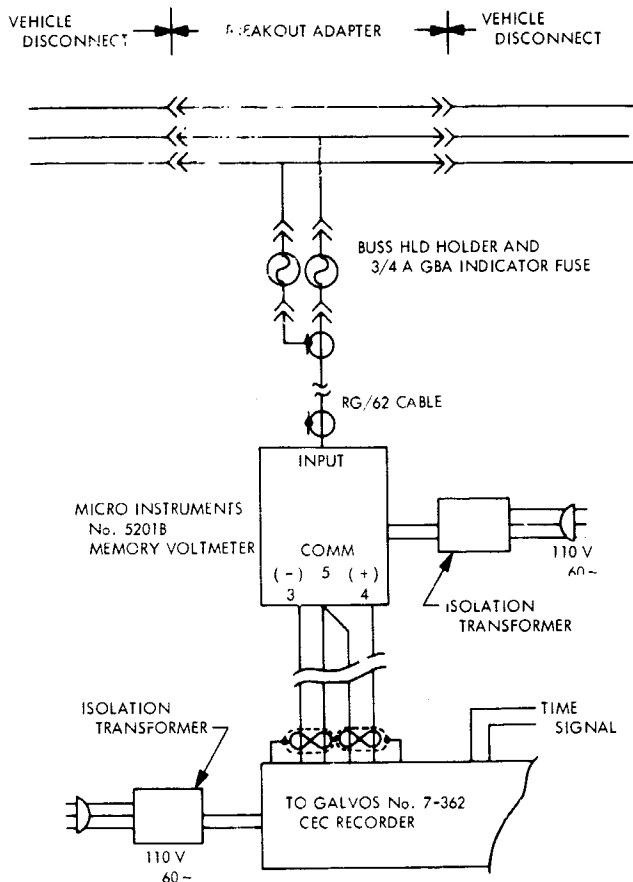 VEHICLE
DISCONNECT
ADAPTER
VEHICLE
DISCONNECT
BUSS HLD HOLDER AND
3/4 A GBA INDICATOR FUSE
RG/62 CABLE
INPUT
MICRO INSTRUMENTS
No. 5201B
MEMORY VOLTMETER
COMM
(-) 5 (+)
3 4
110 V
60~
ISOLATION
TRANSFORMER
ISOLATION
TRANSFORMER
TIME
SIGNAL
TO GALVOS No. 7-362
CEC RECORDER
110 V
60~